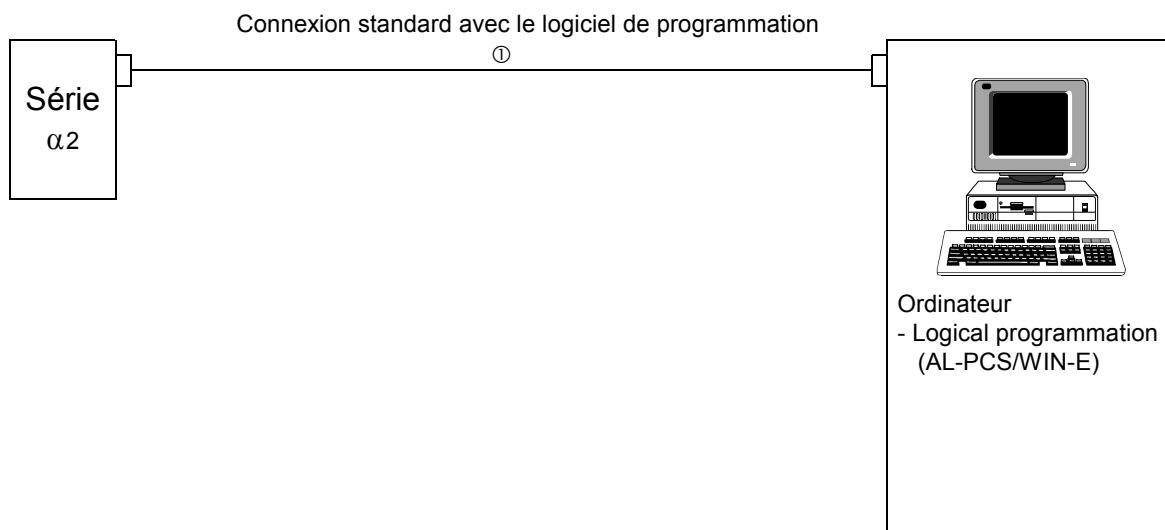 Connexion standard avec le logiciel de programmation
①
Série
α2
Ordinateur
- Logical programmation
(AL-PCS/WIN-E)